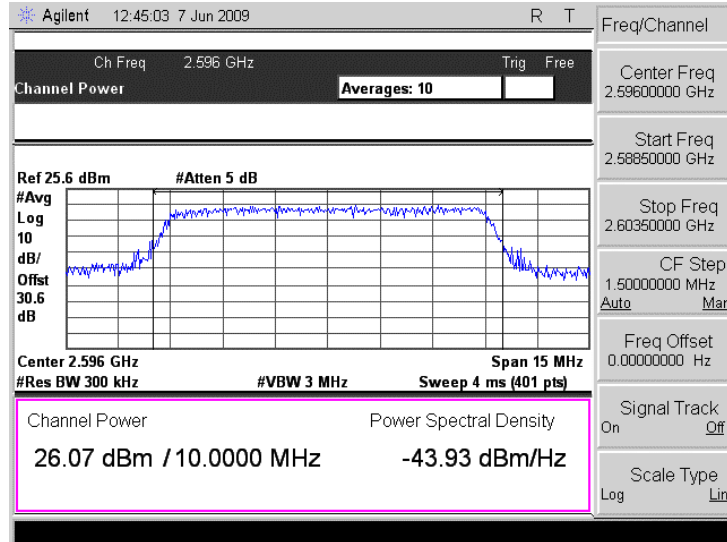 Agilent 12:45:03 7 Jun 2009 R T
Ch Freq 2.596 GHz Trig Free
Channel Power Averages: 10
Ref 25.6 dBm #Atten 5 dB
#Avg
Log
10
dB/
Offst
30.6
dB
Center 2.596 GHz Span 15 MHz
#Res BW 300 kHz #VBW 3 MHz Sweep 4 ms (401 pts)
Channel Power Power Spectral Density
26.07 dBm / 10.0000 MHz -43.93 dBm/Hz
Freq/Channel
Center Freq
2.59600000 GHz
Start Freq
2.58850000 GHz
Stop Freq
2.60350000 GHz
CF Step
1.50000000 MHz
Auto Man
Freq Offset
0.00000000 Hz
Signal Track
On Off
Scale Type
Log Lin